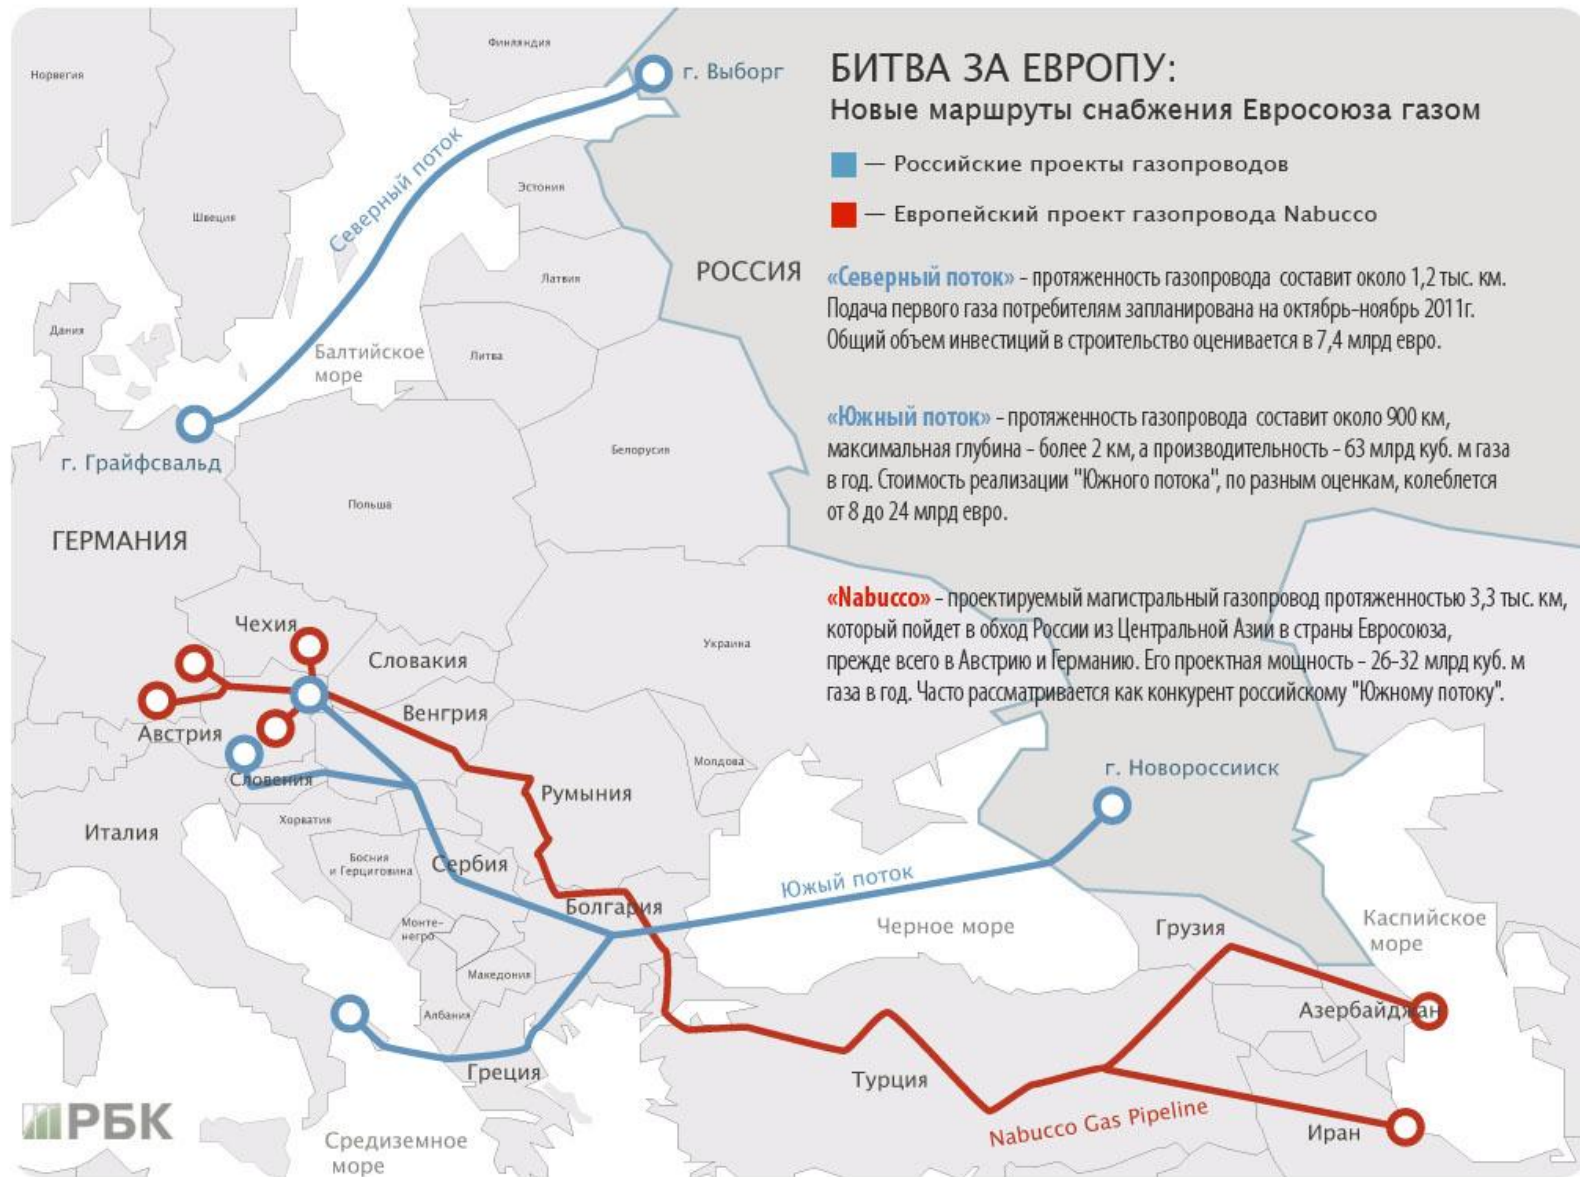 Финляндия
Норвегия
г. Выборг
БИТВА ЗА ЕВРОПУ:
Новые маршруты снабжения Евросоюза газом
— Российские проекты газопроводов
— Европейский проект газопровода Nabucco
Северный поток
Эстония
Швеция
РОССИЯ
Латвия
«Северный поток» - протяженность газопровода составит около 1,2 тыс. км.
Подача первого газа потребителям запланирована на октябрь-ноябрь 2011г.
Общий объем инвестиций в строительство оценивается в 7,4 млрд евро.
Дания
Балтийское
море
Литва
«Южный поток» - протяженность газопровода составит около 900 км,
максимальная глубина - более 2 км, а производительность - 63 млрд куб. м газа
в год. Стоимость реализации "Южного потока", по разным оценкам, колеблется
от 8 до 24 млрд евро.
г. Грайфсвальд
Белорусия
Польша
ГЕРМАНИЯ
«Nabucco» - проектируемый магистральный газопровод протяженностью 3,3 тыс. км,
который пойдет в обход России из Центральной Азии в страны Евросоюза,
прежде всего в Австрию и Германию. Его проектная мощность - 26-32 млрд куб. м
газа в год. Часто рассматривается как конкурент российскому "Южному потоку".
Чехия
Словакия
Украина
Венгрия
Австрия
Молдова
Словения
г. Новороссииск
Румыния
Италия
Хорватия
Босния
и Герциговина
Сербия
Южый поток
Болгария
Монте-
негро
Черное море
Грузия
Каспийское
море
Македония
Албания
Азербайджан
Греция
Турция
Nabucco Gas Pipeline
Иран
РБК
Средиземное
море